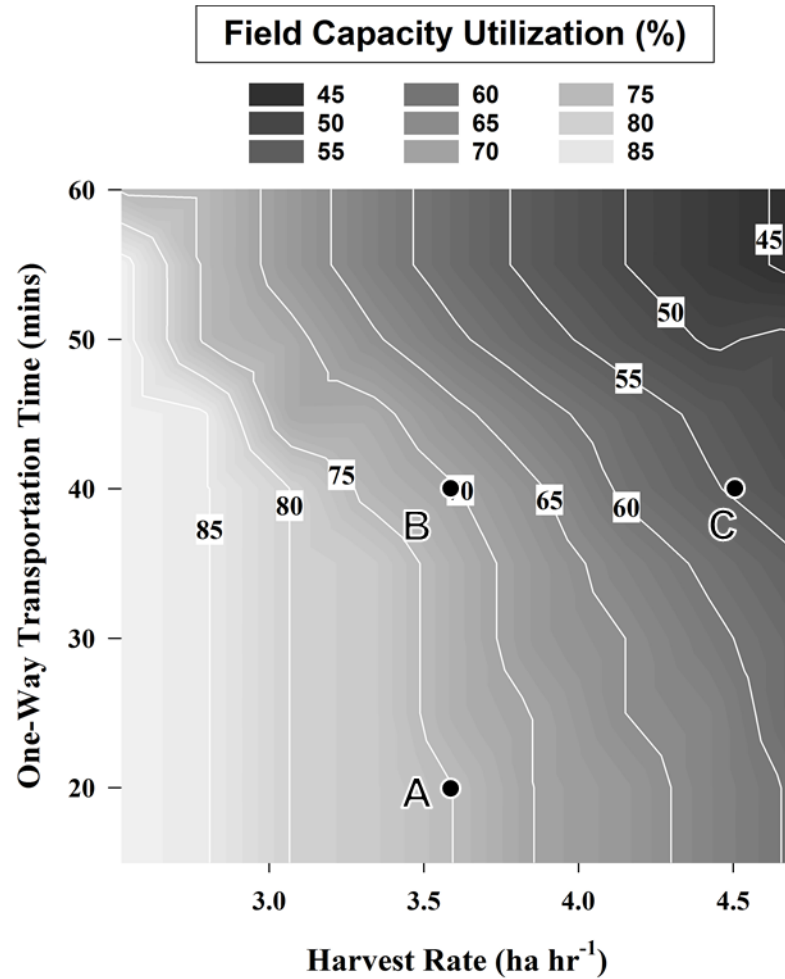 Field Capacity Utilization (%)
45 60 75
50 65 80
55 70 85
60
50
40
30
20
One-Way Transportation Time (mins)
45
50
55
75
80
85
70
65
60
B
C
A
3.0 3.5 4.0 4.5
Harvest Rate (ha hr⁻¹)